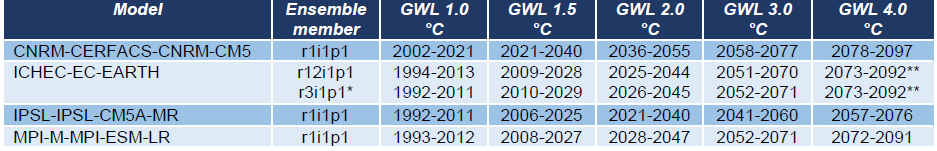 Model Ensemble member GWL 1.0 °C GWL 1.5 °C GWL 2.0 °C GWL 3.0 °C GWL 4.0 °C
CNRM-CERFACS-CNRM-CM5 r1i1p1 2002-2021 2021-2040 2036-2055 2058-2077 2078-2097
ICHEC-EC-EARTH r12i1p1 1994-2013 2009-2028 2025-2044 2051-2070 2073-2092**
r3i1p1* 1992-2011 2010-2029 2026-2045 2052-2071 2073-2092**
IPSL-IPSL-CM5A-MR r1i1p1 1992-2011 2006-2025 2021-2040 2041-2060 2057-2076
MPI-M-MPI-ESM-LR r1i1p1 1993-2012 2008-2027 2028-2047 2052-2071 2072-2091